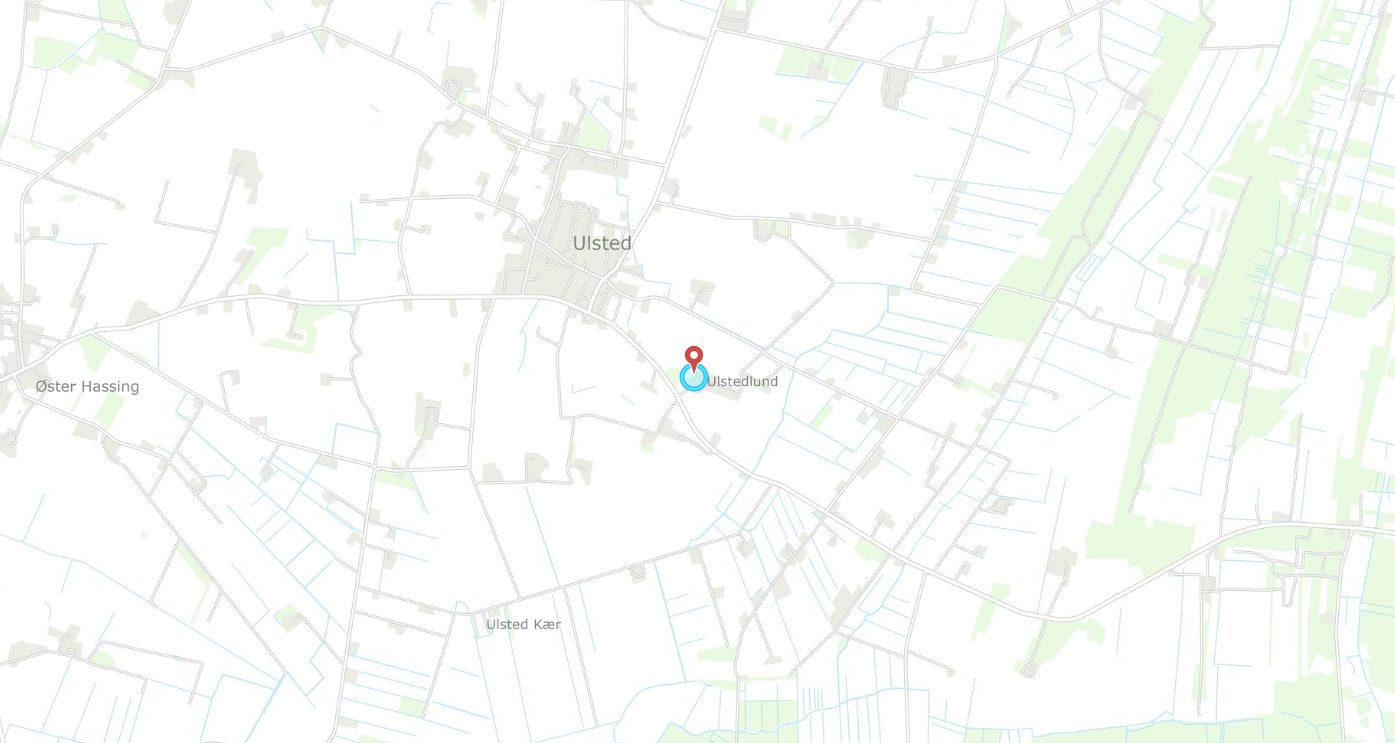 Ulsted
Ulstedlund
Øster Hassing
Ulsted Kær